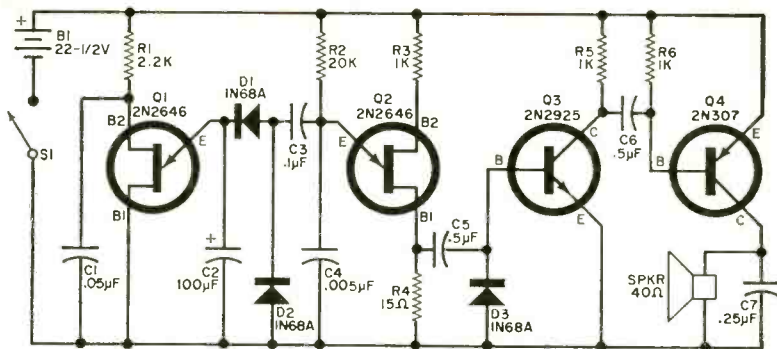 +
B1
22-1/2V
S1
R1
2.2K
Q1
2N2646
B2
E
B1
C1
.05µF
D1
1N68A
+
C2
100µF
D2
1N68A
C3
.1µF
R2
20K
C4
.005µF
R3
1K
Q2
2N2646
B2
E
B1
R4
15Ω
C5
.5µF
D3
1N68A
Q3
2N2925
B
C
E
R5
1K
C6
.5µF
R6
1K
Q4
2N307
B
E
C
SPKR
40Ω
C7
.25µF